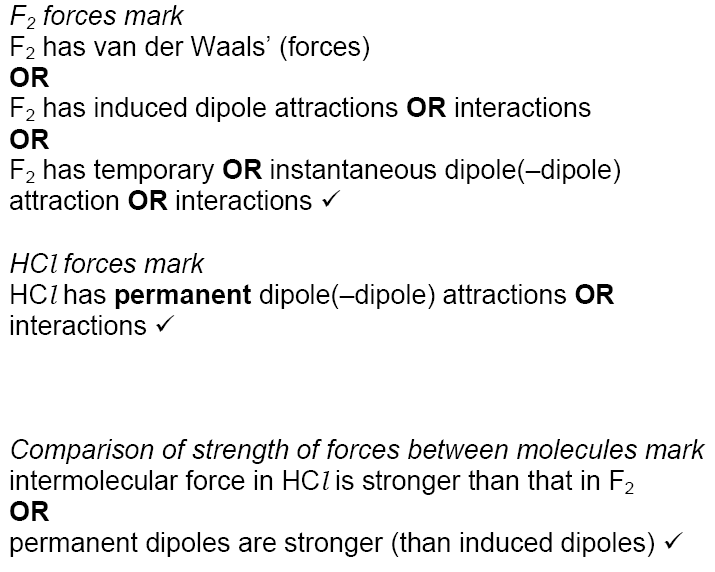 F₂ forces mark
F₂ has van der Waals’ (forces)
OR
F₂ has induced dipole attractions OR interactions
OR
F₂ has temporary OR instantaneous dipole(–dipole)
attraction OR interactions ✓
HCl forces mark
HCl has permanent dipole(–dipole) attractions OR
interactions ✓
Comparison of strength of forces between molecules mark
intermolecular force in HCl is stronger than that in F₂
OR
permanent dipoles are stronger (than induced dipoles) ✓